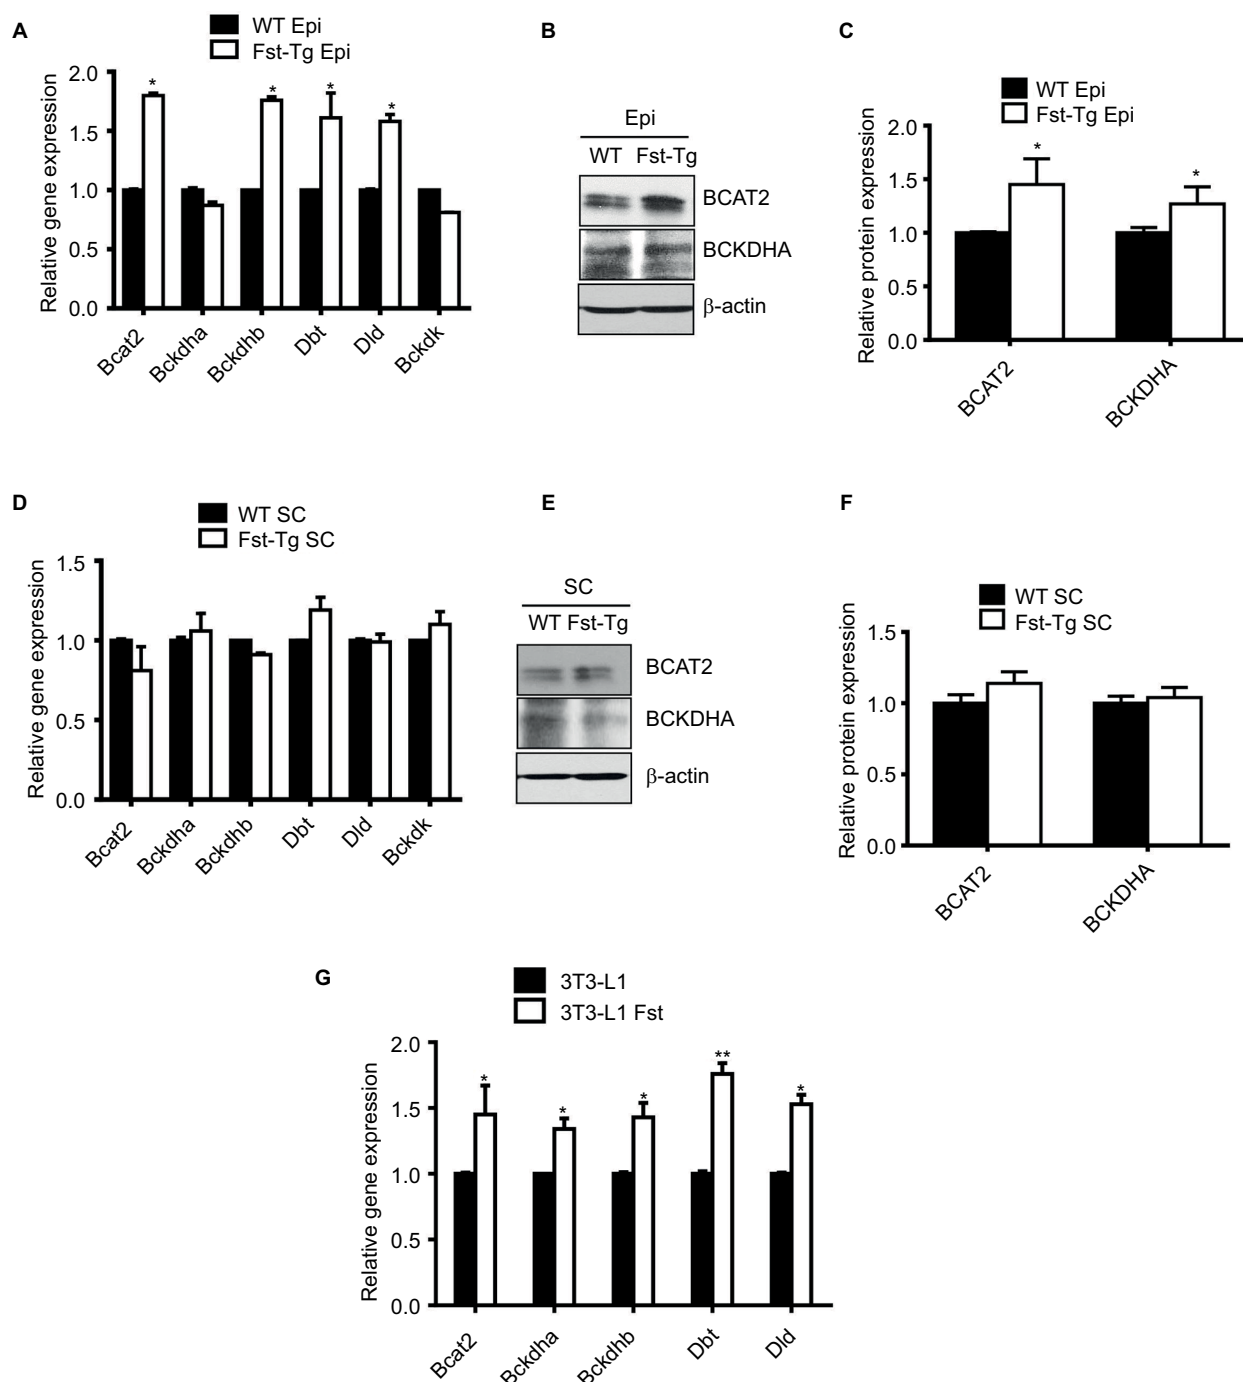 A
WT Epi
Fst-Tg Epi
Relative gene expression
2.0
1.5
1.0
0.5
0.0
*
*
*
*
Bcat2
Bckdha
Bckdhb
Dbt
Dld
Bckdk
B
Epi
WT Fst-Tg
BCAT2
BCKDHA
β-actin
C
WT Epi
Fst-Tg Epi
Relative protein expression
2.0
1.5
1.0
0.5
0.0
*
*
BCAT2
BCKDHA
D
WT SC
Fst-Tg SC
Relative gene expression
1.5
1.0
0.5
0.0
Bcat2
Bckdha
Bckdhb
Dbt
Dld
Bckdk
E
SC
WT Fst-Tg
BCAT2
BCKDHA
β-actin
F
WT SC
Fst-Tg SC
Relative protein expression
1.5
1.0
0.5
0.0
BCAT2
BCKDHA
G
3T3-L1
3T3-L1 Fst
Relative gene expression
2.0
1.5
1.0
0.5
0.0
*
*
*
**
*
Bcat2
Bckdha
Bckdhb
Dbt
Dld